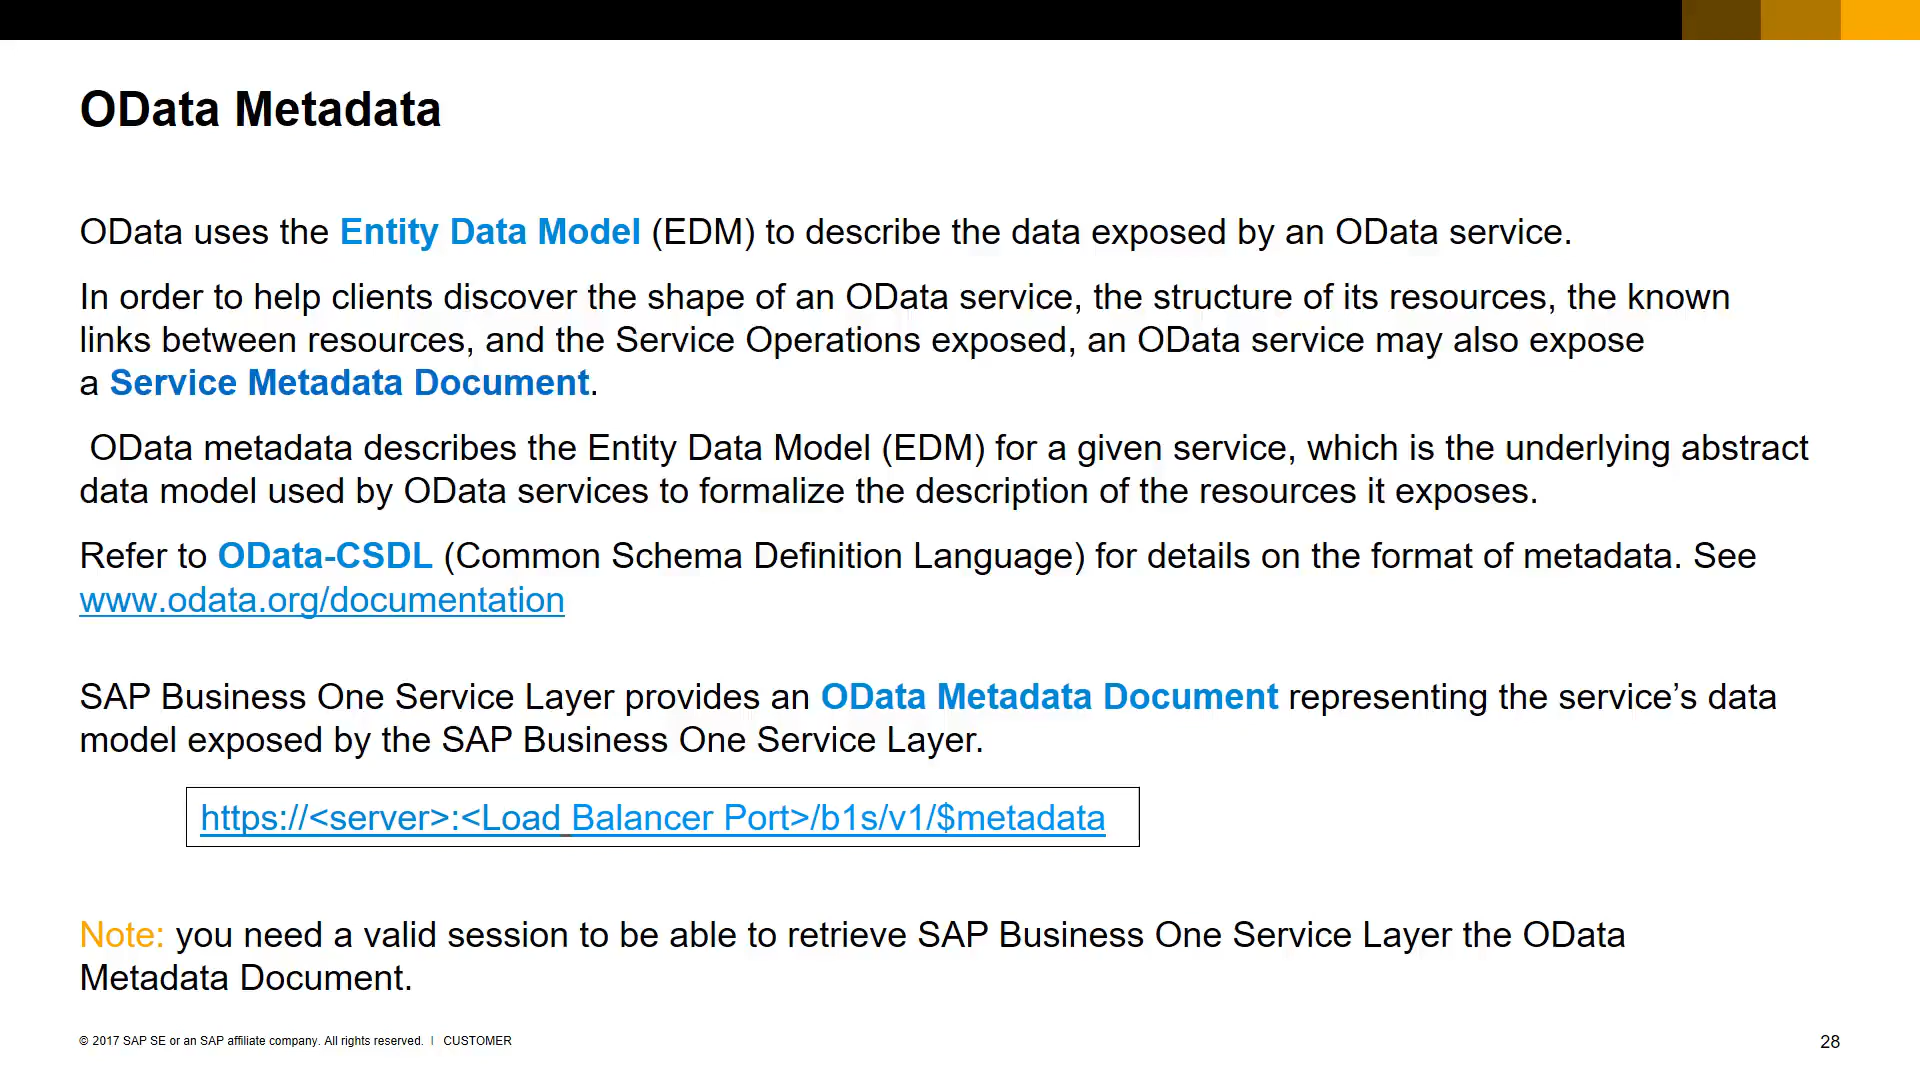 OData Metadata
OData uses the Entity Data Model (EDM) to describe the data exposed by an OData service.
In order to help clients discover the shape of an OData service, the structure of its resources, the known
links between resources, and the Service Operations exposed, an OData service may also expose
a Service Metadata Document.
OData metadata describes the Entity Data Model (EDM) for a given service, which is the underlying abstract
data model used by OData services to formalize the description of the resources it exposes.
Refer to OData-CSDL (Common Schema Definition Language) for details on the format of metadata. See
www.odata.org/documentation
SAP Business One Service Layer provides an OData Metadata Document representing the service’s data
model exposed by the SAP Business One Service Layer.
https://<server>:<Load Balancer Port>/b1s/v1/$metadata
Note: you need a valid session to be able to retrieve SAP Business One Service Layer the OData
Metadata Document.
© 2017 SAP SE or an SAP affiliate company. All rights reserved. | CUSTOMER
28